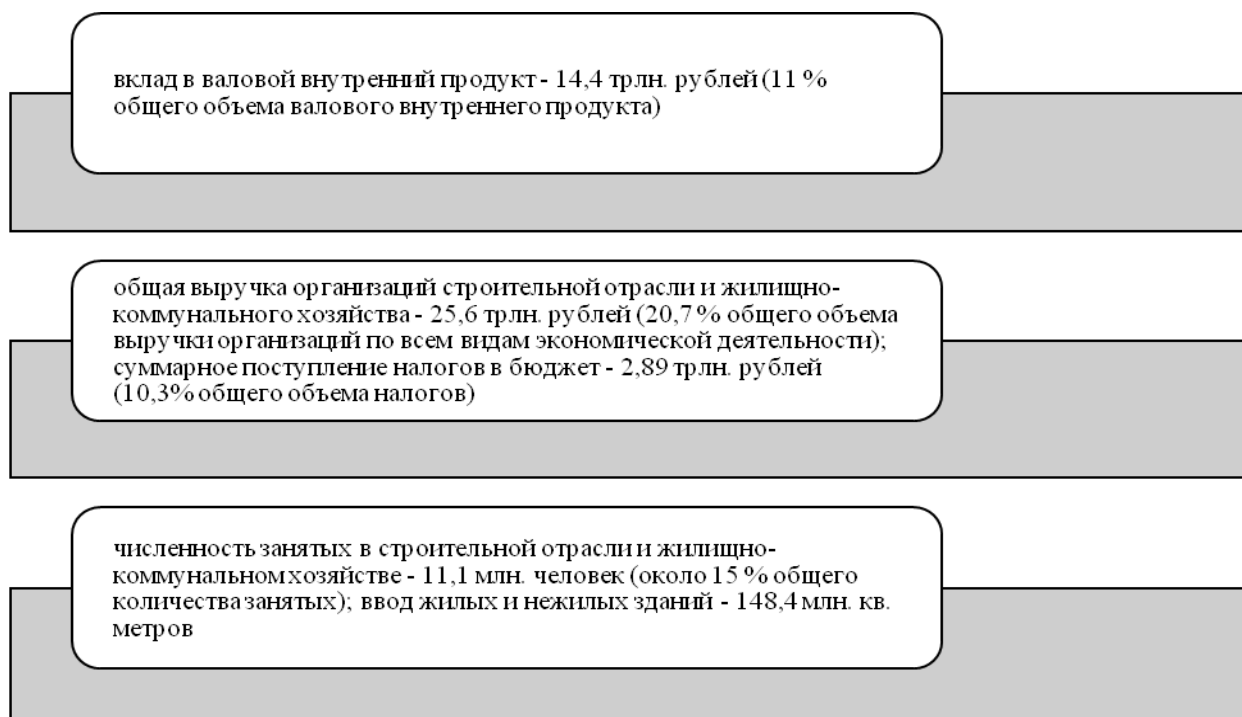 вклад в валовой внутренний продукт - 14,4 трлн. рублей (11 %
общего объема валового внутреннего продукта)
общая выручка организаций строительной отрасли и жилищно-
коммунального хозяйства - 25,6 трлн. рублей (20,7 % общего объема
выручки организаций по всем видам экономической деятельности);
суммарное поступление налогов в бюджет - 2,89 трлн. рублей
(10,3% общего объема налогов)
численность занятых в строительной отрасли и жилищно-
коммунальном хозяйстве - 11,1 млн. человек (около 15 % общего
количества занятых); ввод жилых и нежилых зданий - 148,4 млн. кв.
метров